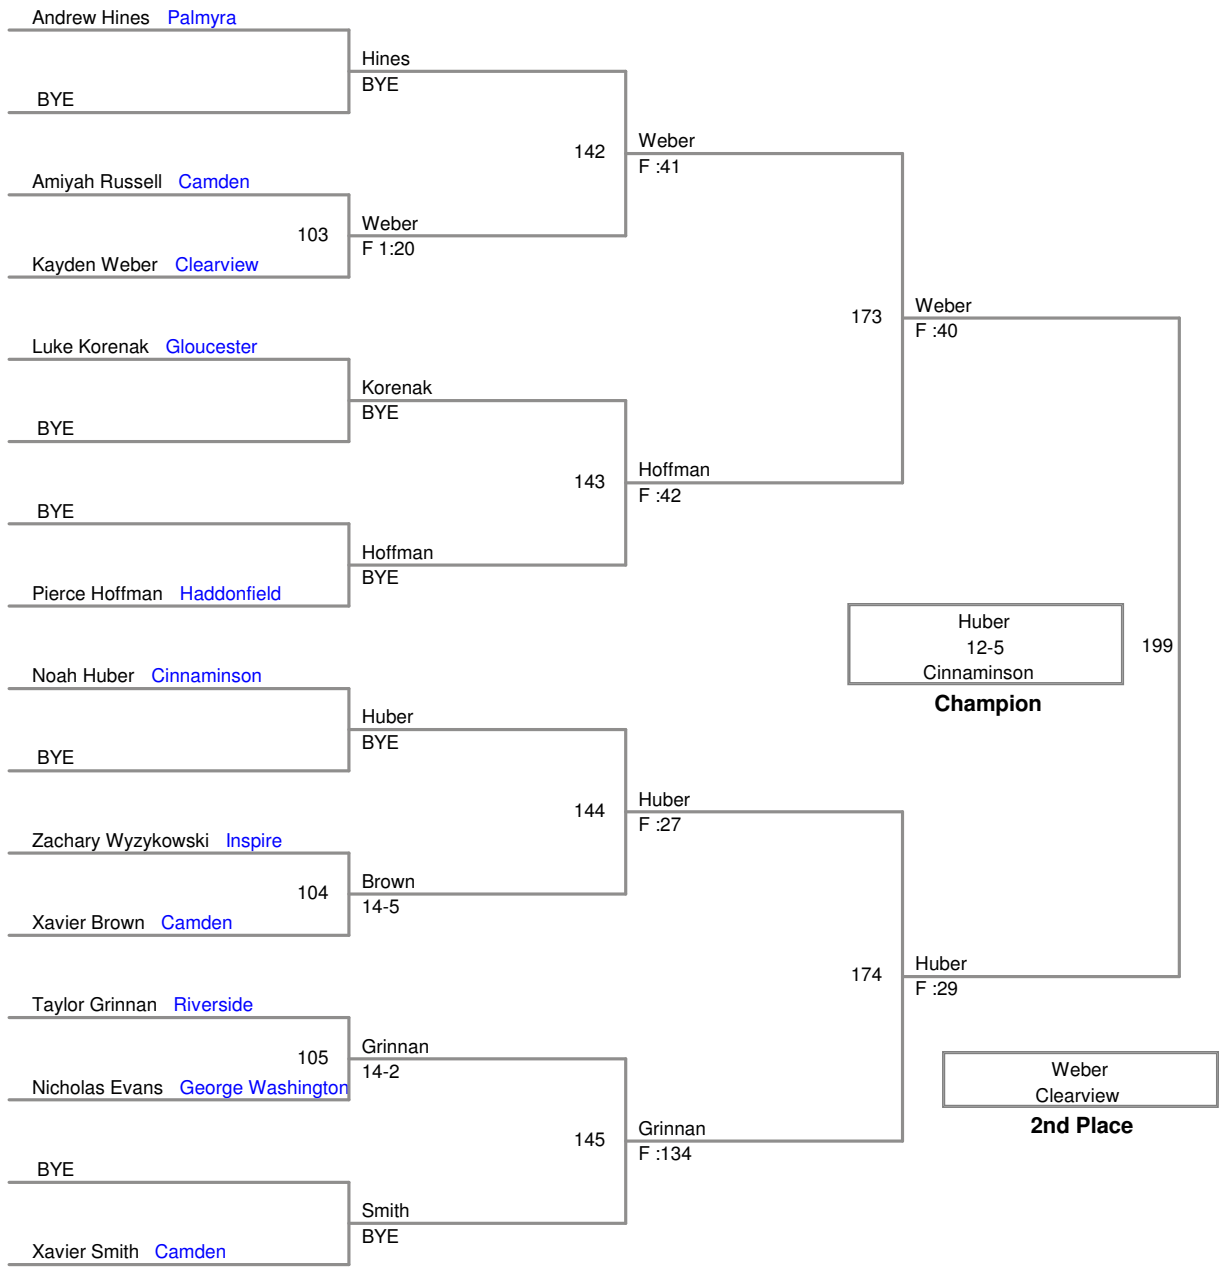 Andrew Hines Palmyra
Hines
BYE
BYE
142
Weber
F :41
Amiyah Russell Camden
103
Weber
F 1:20
Kayden Weber Clearview
173
Weber
F :40
Luke Korenak Gloucester
Korenak
BYE
BYE
143
Hoffman
F :42
BYE
Hoffman
BYE
Pierce Hoffman Haddonfield
Huber
12-5
Cinnaminson
Champion
199
Noah Huber Cinnaminson
Huber
BYE
BYE
144
Huber
F :27
Zachary Wyzykowski Inspire
104
Brown
14-5
Xavier Brown Camden
174
Huber
F :29
Taylor Grinnan Riverside
105
Grinnan
14-2
Nicholas Evans George Washington
Weber
Clearview
2nd Place
145
Grinnan
F :134
BYE
Smith
BYE
Xavier Smith Camden